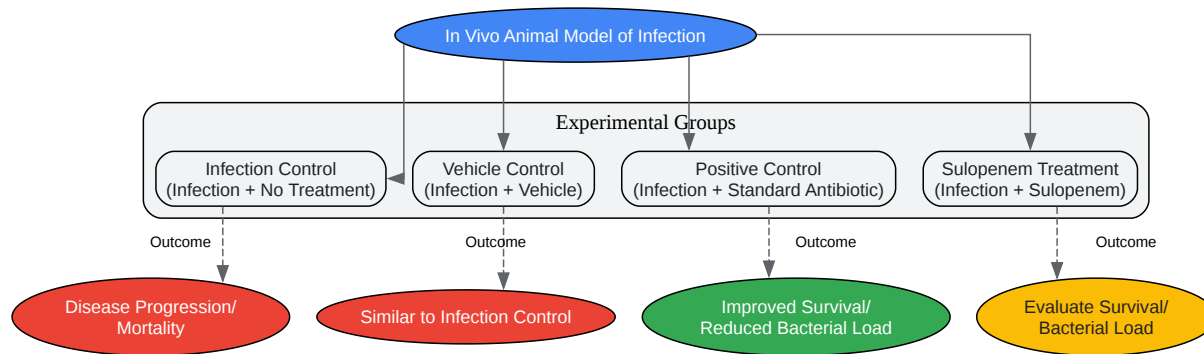 In Vivo Animal Model of Infection
Experimental Groups
Infection Control
(Infection + No Treatment)
Vehicle Control
(Infection + Vehicle)
Positive Control
(Infection + Standard Antibiotic)
Sulopenem Treatment
(Infection + Sulopenem)
Outcome
Outcome
Outcome
Outcome
Disease Progression/
Mortality
Similar to Infection Control
Improved Survival/
Reduced Bacterial Load
Evaluate Survival/
Bacterial Load